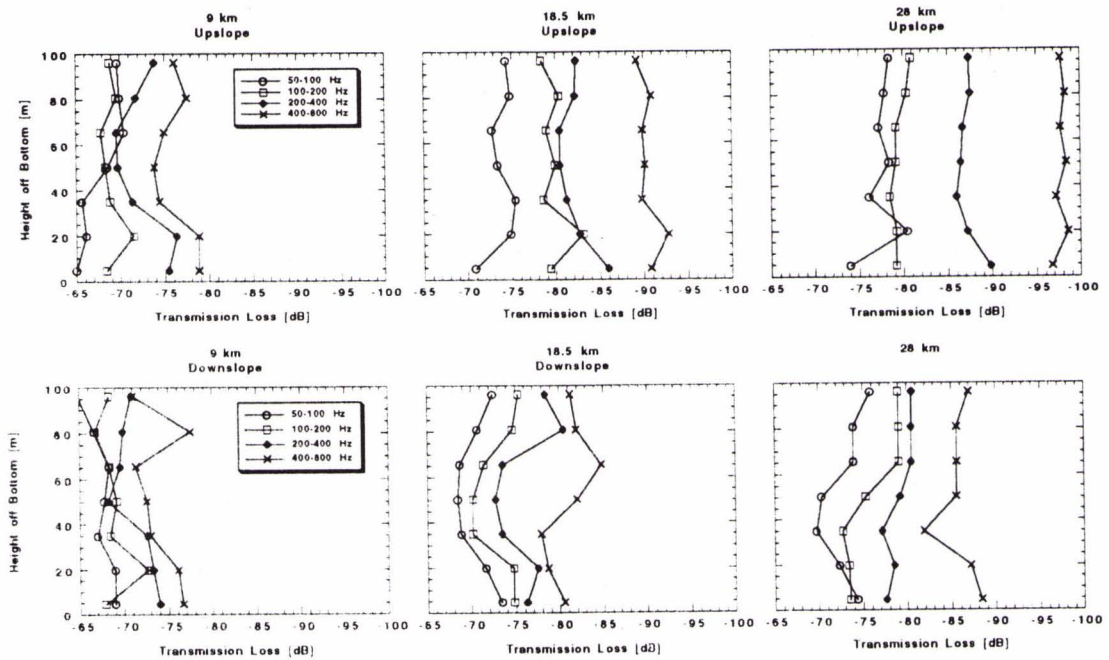 9 km
Upslope
18.5 km
Upslope
28 km
Upslope
Height off Bottom [m]
100
80
60
40
20
0
50-100 Hz
100-200 Hz
200-400 Hz
400-800 Hz
-65 -70 -75 -80 -85 -90 -95 -100
-65 -70 -75 -80 -85 -90 -95 -100
-65 -70 -75 -80 -85 -90 -95 -100
Transmission Loss [dB]
Transmission Loss [dB]
Transmission Loss [dB]
9 km
Downslope
18.5 km
Downslope
28 km
Height off Bottom [m]
100
80
60
40
20
0
50-100 Hz
100-200 Hz
200-400 Hz
400-800 Hz
-65 -70 -75 -80 -85 -90 -95 -100
-65 -70 -75 -80 -85 -90 -95 -100
-65 -70 -75 -80 -85 -90 -95 -100
Transmission Loss [dB]
Transmission Loss [dB]
Transmission Loss [dB]